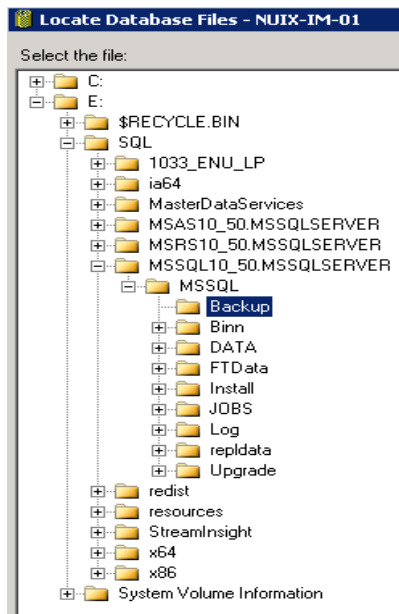 Locate Database Files - NUIX-IM-01
Select the file:
C:
E:
$RECYCLE.BIN
SQL
1033_ENU_LP
ia64
MasterDataServices
MSAS10_50.MSSQLSERVER
MSRS10_50.MSSQLSERVER
MSSQL10_50.MSSQLSERVER
MSSQL
Backup
Binn
DATA
FTData
Install
JOBS
Log
repldata
Upgrade
redist
resources
StreamInsight
x64
x86
System Volume Information